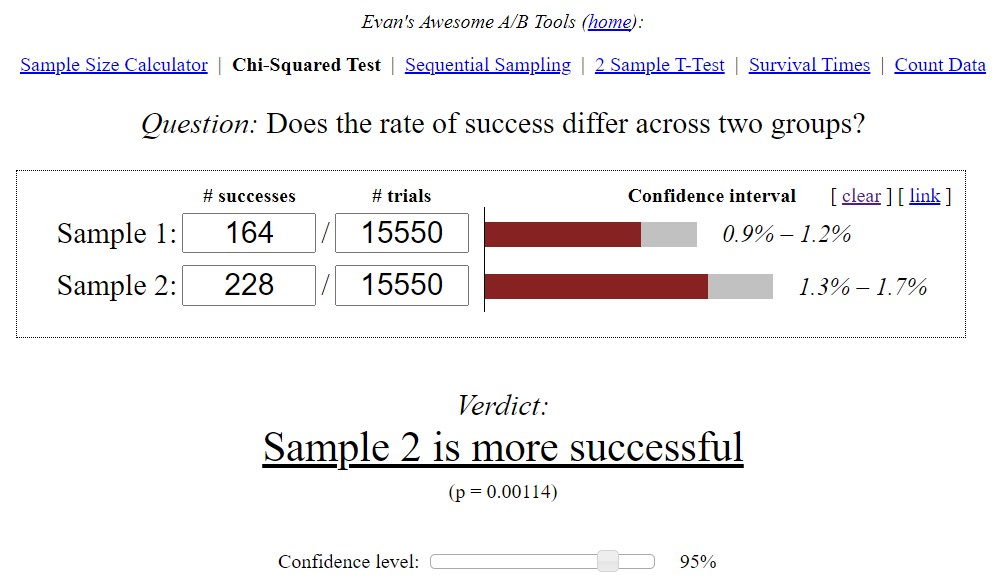 Evan's Awesome A/B Tools (home):
Sample Size Calculator | Chi-Squared Test | Sequential Sampling | 2 Sample T-Test | Survival Times | Count Data
Question: Does the rate of success differ across two groups?
# successes # trials Confidence interval [ clear ] [ link ]
Sample 1: 164 / 15550 0.9% – 1.2%
Sample 2: 228 / 15550 1.3% – 1.7%
Verdict:
Sample 2 is more successful
(p = 0.00114)
Confidence level: 95%